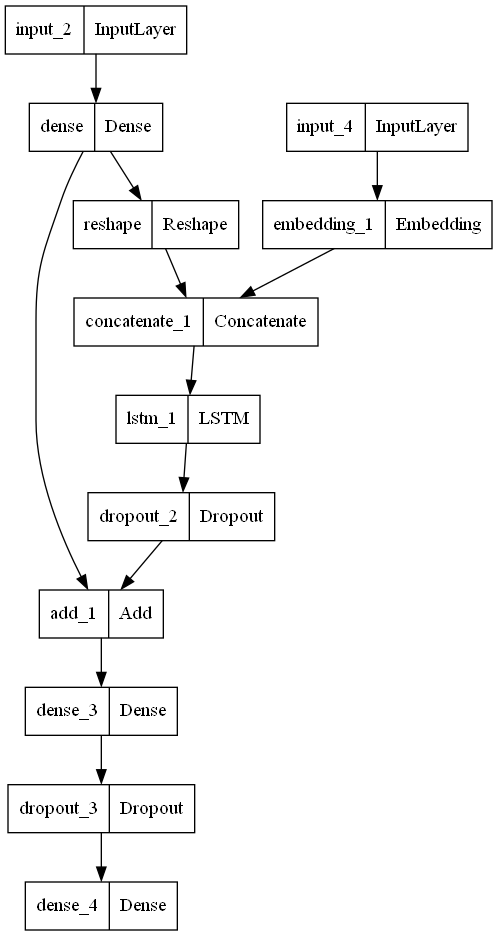 input_2 InputLayer
dense Dense
input_4 InputLayer
reshape Reshape
embedding_1 Embedding
concatenate_1 Concatenate
lstm_1 LSTM
dropout_2 Dropout
add_1 Add
dense_3 Dense
dropout_3 Dropout
dense_4 Dense